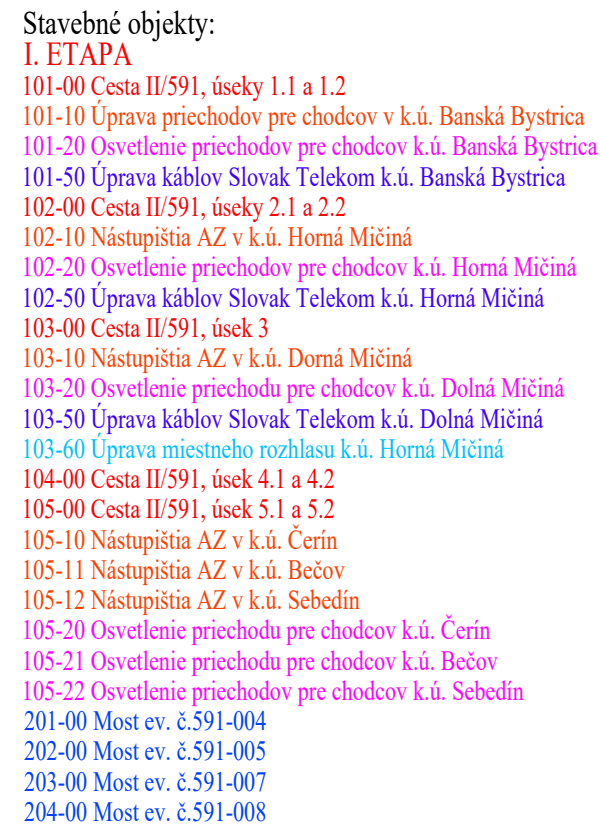 Stavebné objekty:
I. ETAPA
101-00 Cesta II/591, úseky 1.1 a 1.2
101-10 Úprava priechodov pre chodcov v k.ú. Banská Bystrica
101-20 Osvetlenie priechodov pre chodcov k.ú. Banská Bystrica
101-50 Úprava káblov Slovak Telekom k.ú. Banská Bystrica
102-00 Cesta II/591, úseky 2.1 a 2.2
102-10 Nástupištia AZ v k.ú. Horná Mičiná
102-20 Osvetlenie priechodov pre chodcov k.ú. Horná Mičiná
102-50 Úprava káblov Slovak Telekom k.ú. Horná Mičiná
103-00 Cesta II/591, úsek 3
103-10 Nástupištia AZ v k.ú. Dorná Mičiná
103-20 Osvetlenie priechodu pre chodcov k.ú. Dolná Mičiná
103-50 Úprava káblov Slovak Telekom k.ú. Dolná Mičiná
103-60 Úprava miestneho rozhlasu k.ú. Horná Mičiná
104-00 Cesta II/591, úsek 4.1 a 4.2
105-00 Cesta II/591, úsek 5.1 a 5.2
105-10 Nástupištia AZ v k.ú. Čerín
105-11 Nástupištia AZ v k.ú. Bečov
105-12 Nástupištia AZ v k.ú. Sebedín
105-20 Osvetlenie priechodu pre chodcov k.ú. Čerín
105-21 Osvetlenie priechodu pre chodcov k.ú. Bečov
105-22 Osvetlenie priechodov pre chodcov k.ú. Sebedín
201-00 Most ev. č.591-004
202-00 Most ev. č.591-005
203-00 Most ev. č.591-007
204-00 Most ev. č.591-008